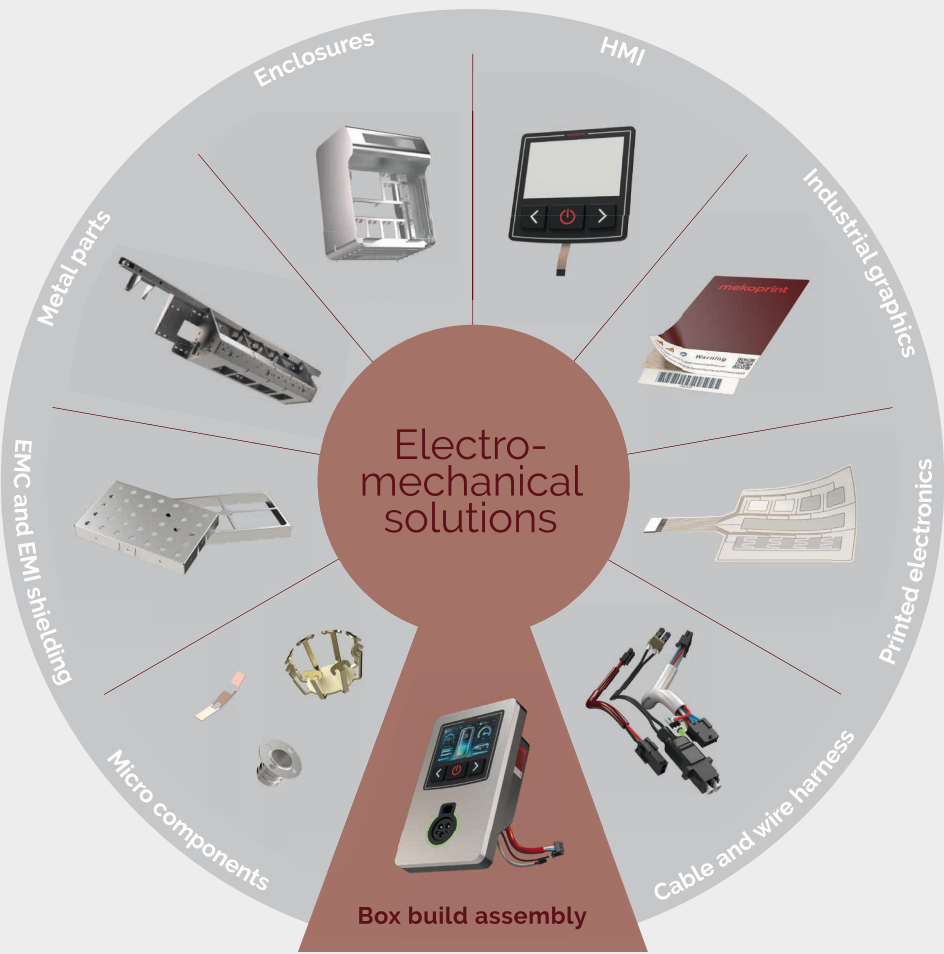 Enclosures
HMI
Industrial graphics
Metal parts
mekoprint
Warning
Electro-
mechanical
solutions
EMC and EMI shielding
Printed electronics
Micro components
Cable and wire harness
Box build assembly